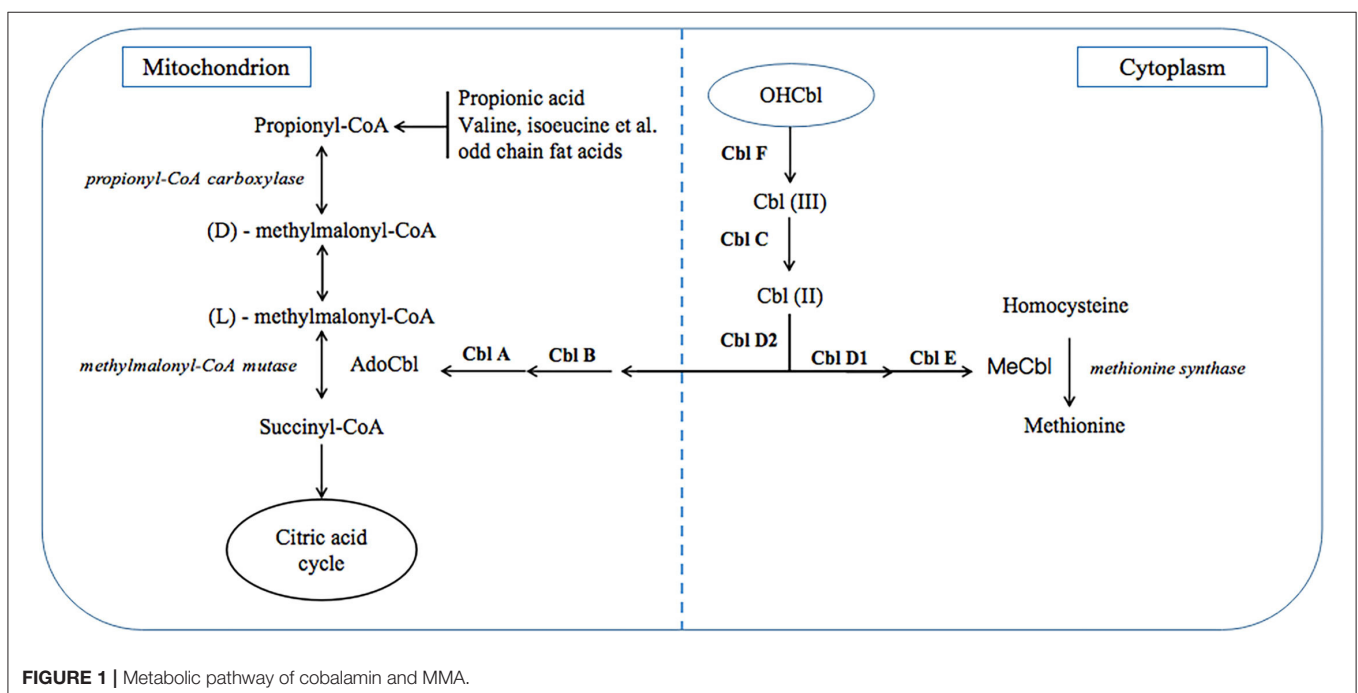 Mitochondrion
Cytoplasm
Propionic acid
Valine, isoeucine et al.
odd chain fat acids
Propionyl-CoA
propionyl-CoA carboxylase
(D) - methylmalonyl-CoA
(L) - methylmalonyl-CoA
methylmalonyl-CoA mutase
AdoCbl
Cbl A
Cbl B
Succinyl-CoA
Citric acid
cycle
OHCbl
Cbl F
Cbl (III)
Cbl C
Cbl (II)
Cbl D2
Cbl D1
Cbl E
Homocysteine
MeCbl
methionine synthase
Methionine
FIGURE 1 | Metabolic pathway of cobalamin and MMA.